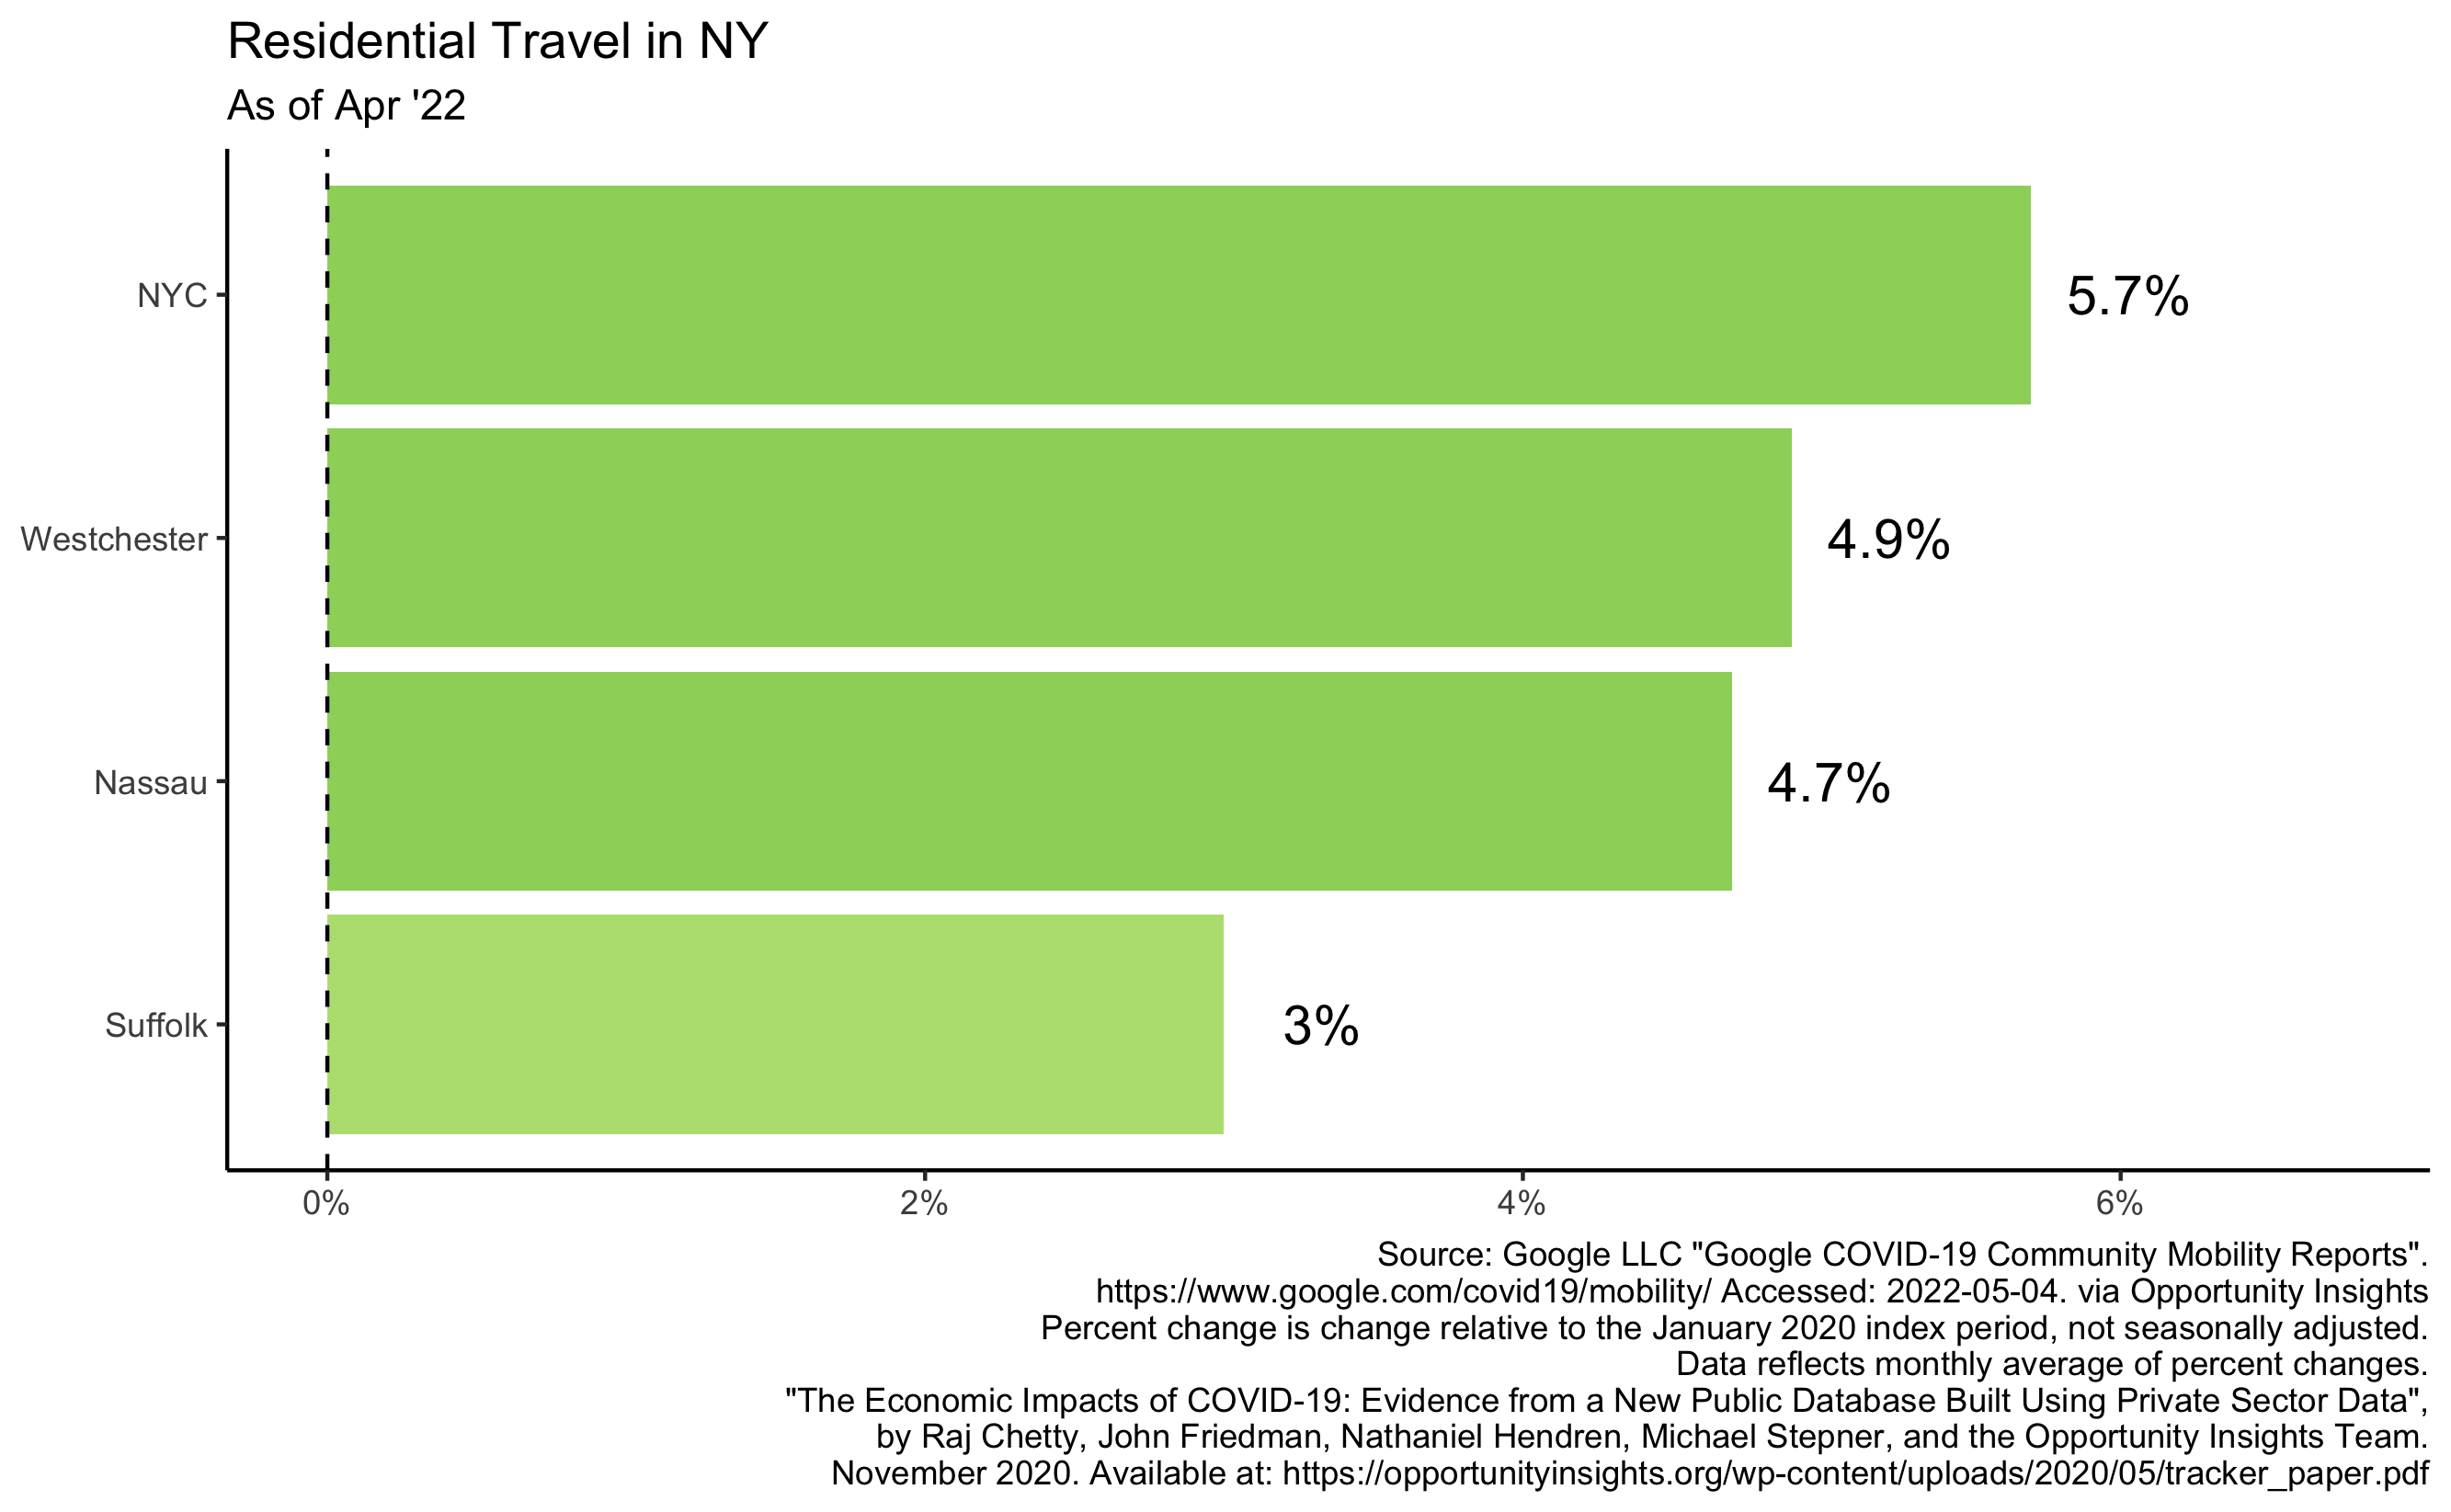 Residential Travel in NY
As of Apr '22
NYC
5.7%
Westchester
4.9%
Nassau
4.7%
Suffolk
3%
0%
2%
4%
6%
Source: Google LLC "Google COVID-19 Community Mobility Reports".
https://www.google.com/covid19/mobility/ Accessed: 2022-05-04. via Opportunity Insights
Percent change is change relative to the January 2020 index period, not seasonally adjusted.
Data reflects monthly average of percent changes.
"The Economic Impacts of COVID-19: Evidence from a New Public Database Built Using Private Sector Data",
by Raj Chetty, John Friedman, Nathaniel Hendren, Michael Stepner, and the Opportunity Insights Team.
November 2020. Available at: https://opportunityinsights.org/wp-content/uploads/2020/05/tracker_paper.pdf